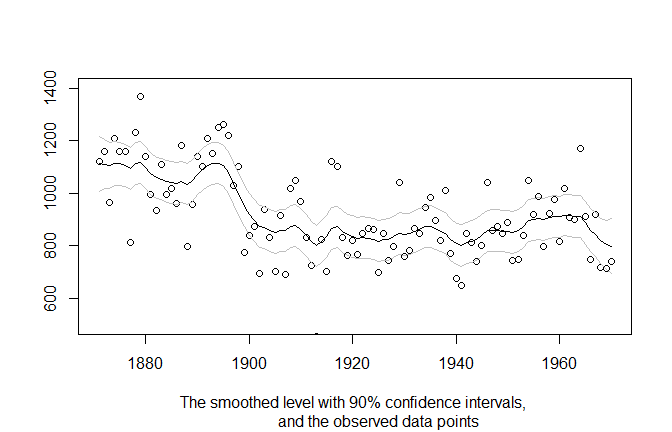 1400
1200
1000
800
600
1880 1900 1920 1940 1960
The smoothed level with 90% confidence intervals,
and the observed data points